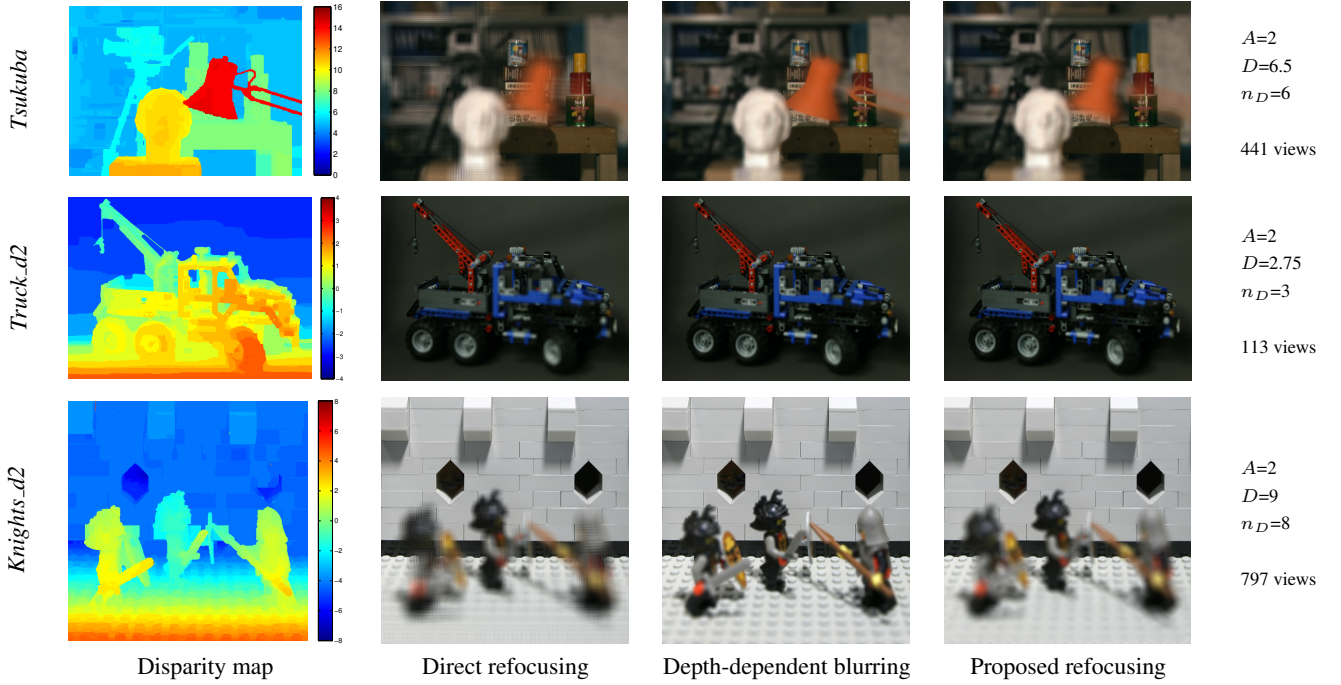 Tsukuba
16
14
12
10
8
6
4
2
0
A=2
D=6.5
n_D=6
441 views
Truck_d2
4
3
2
1
0
−1
−2
−3
−4
A=2
D=2.75
n_D=3
113 views
Knights_d2
8
6
4
2
0
−2
−4
−6
−8
A=2
D=9
n_D=8
797 views
Disparity map Direct refocusing Depth-dependent blurring Proposed refocusing